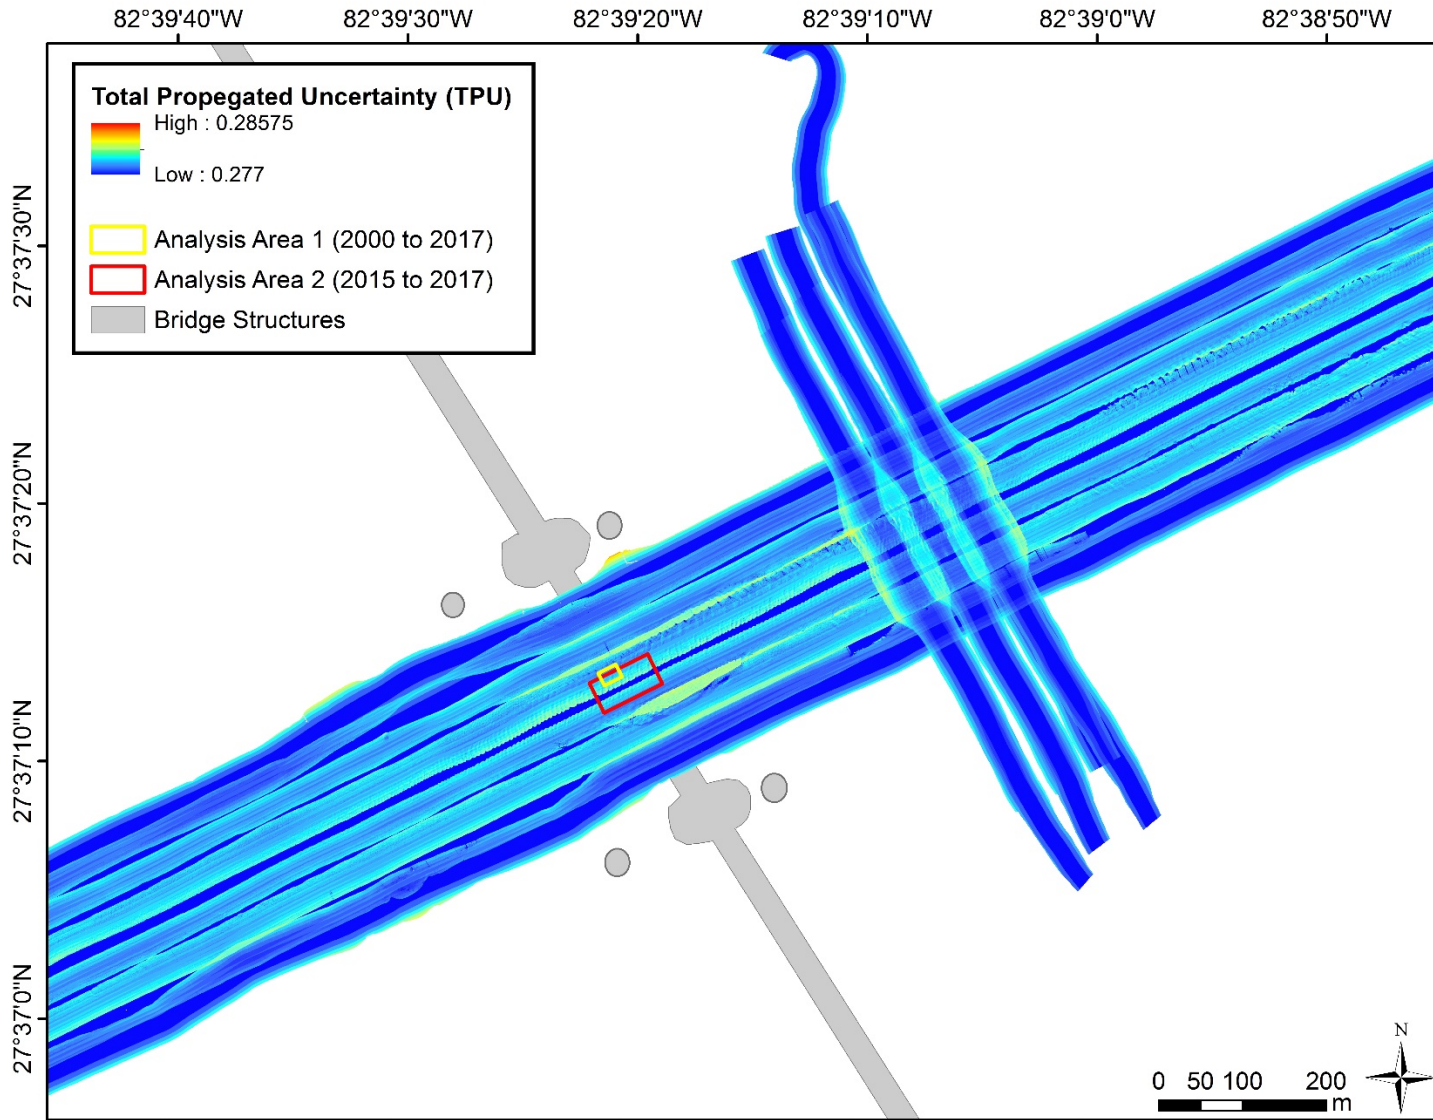 82°39'40"W 82°39'30"W 82°39'20"W 82°39'10"W 82°39'0"W 82°38'50"W
Total Propegated Uncertainty (TPU)
High : 0.28575
Low : 0.277
Analysis Area 1 (2000 to 2017)
Analysis Area 2 (2015 to 2017)
Bridge Structures
27°37'30"N
27°37'20"N
27°37'10"N
27°37'0"N
N
0 50 100 200
m